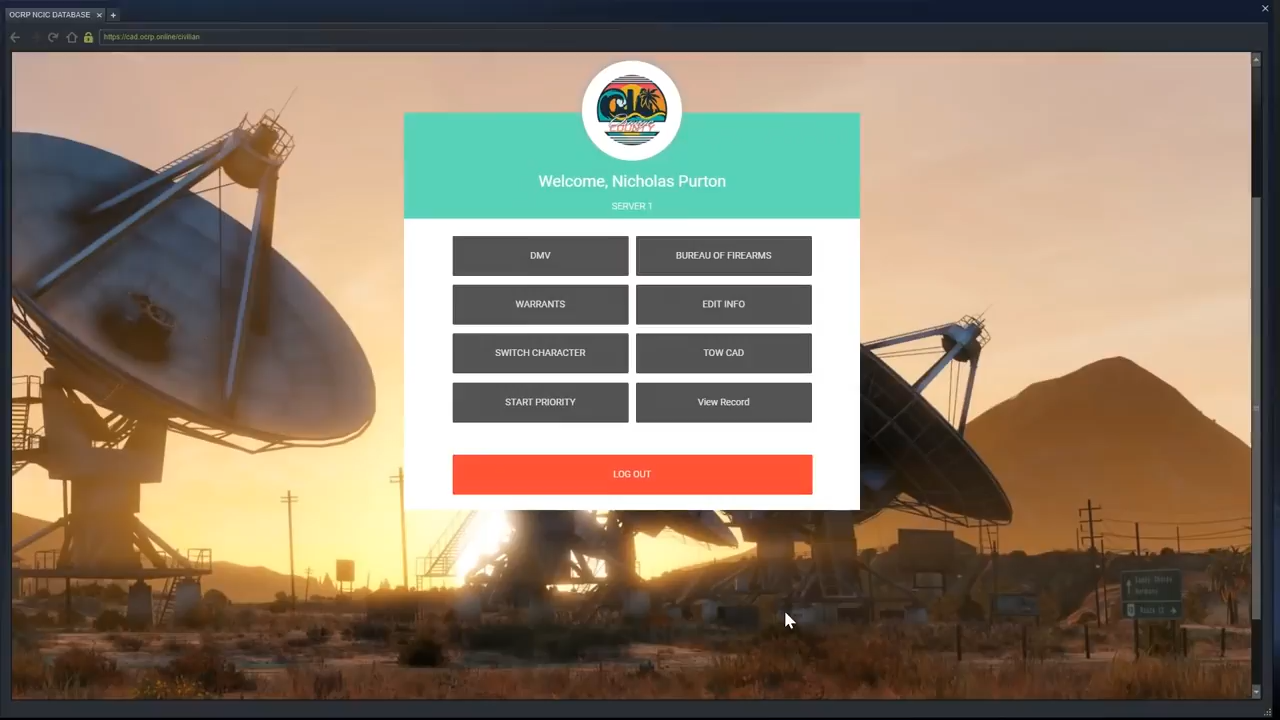 OCRP NCIC DATABASE
https://cad.ocrp.online/civilian
COUNTY
Welcome, Nicholas Purton
SERVER 1
DMV
BUREAU OF FIREARMS
WARRANTS
EDIT INFO
SWITCH CHARACTER
TOW CAD
START PRIORITY
View Record
LOG OUT